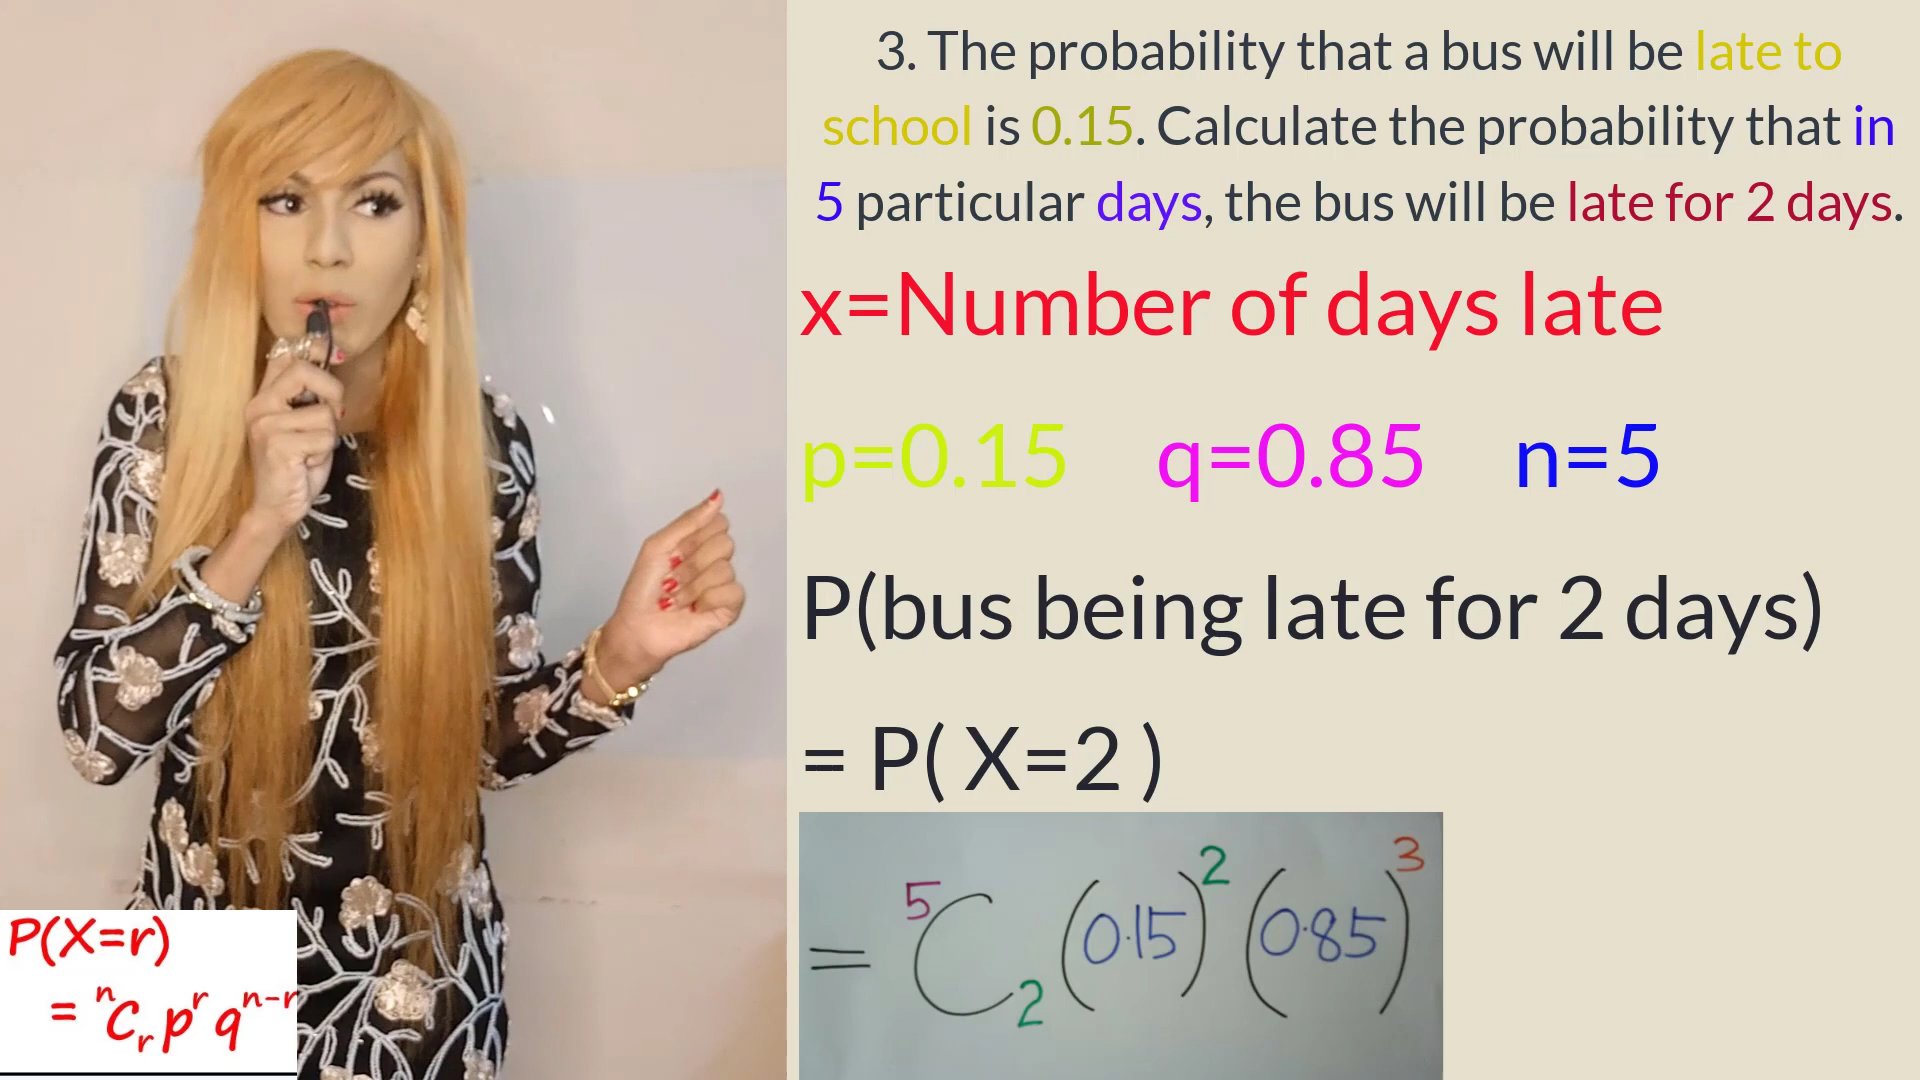 3. The probability that a bus will be late to
school is 0.15. Calculate the probability that in
5 particular days, the bus will be late for 2 days.
x=Number of days late
p=0.15 q=0.85 n=5
P(bus being late for 2 days)
= P( X=2 )
= ⁵C₂ (0.15)² (0.85)³
P(X=r)
= ⁿCᵣ pʳ qⁿ⁻ʳ